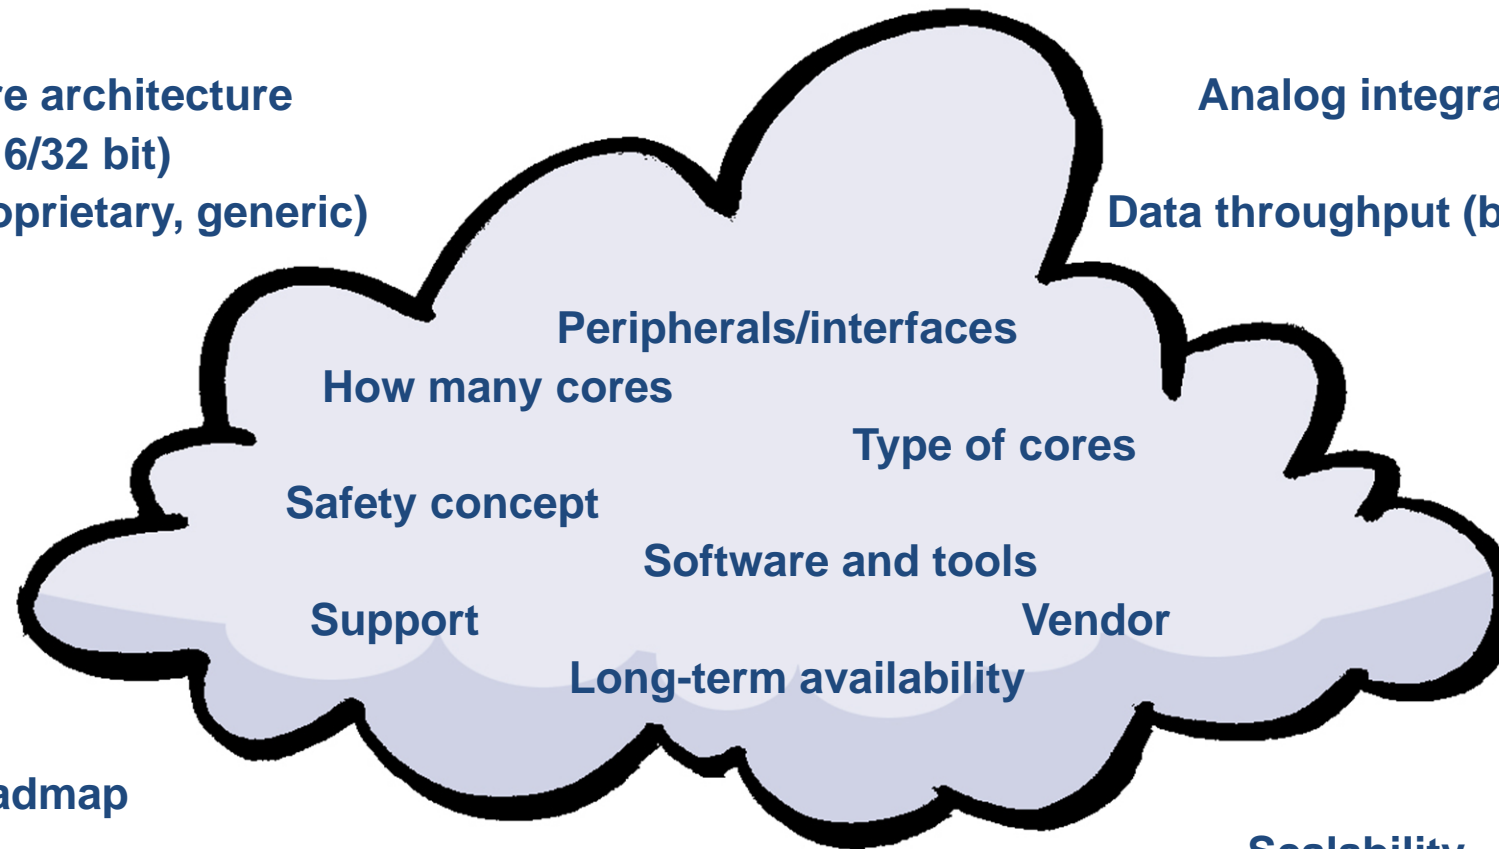 re architecture
Analog integra
6/32 bit)
oprietary, generic)
Data throughput (b
Peripherals/interfaces
How many cores
Type of cores
Safety concept
Software and tools
Support
Vendor
Long-term availability
admap
Scalability